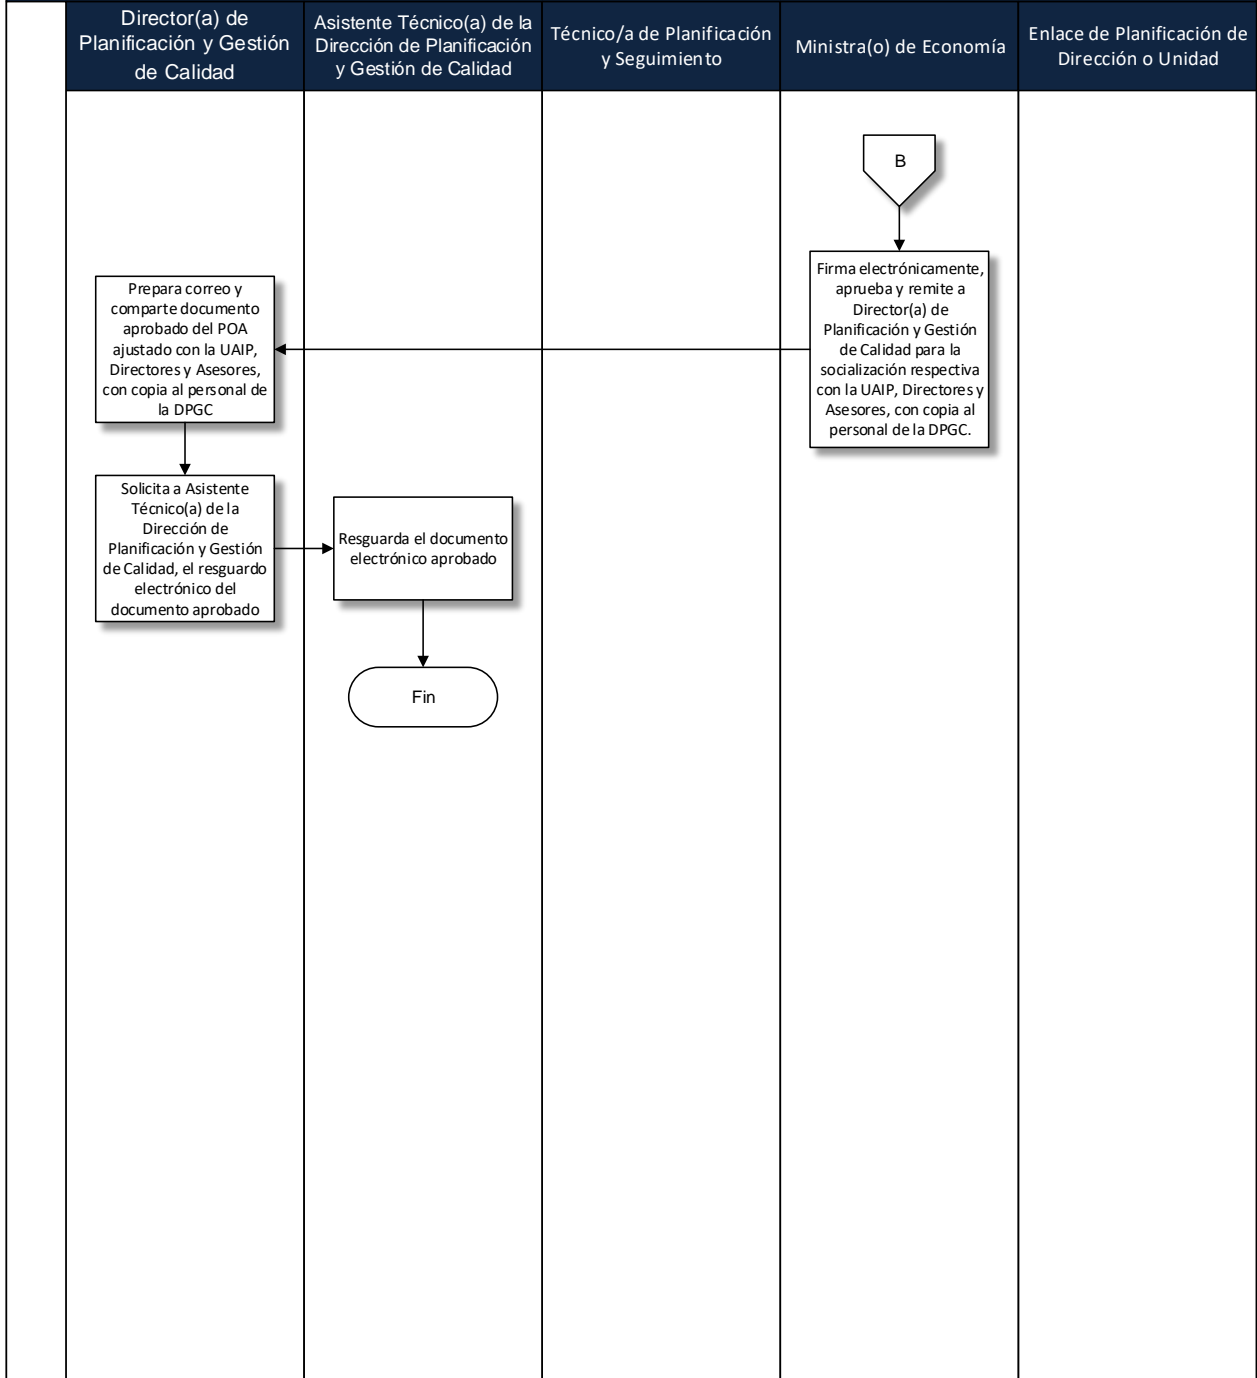 Director(a) de
Planificación y Gestión
de Calidad
Asistente Técnico(a) de la
Dirección de Planificación
y Gestión de Calidad
Técnico/a de Planificación
y Seguimiento
Ministra(o) de Economía
Enlace de Planificación de
Dirección o Unidad
B
Firma electrónicamente,
aprueba y remite a
Director(a) de
Planificación y Gestión
de Calidad para la
socialización respectiva
con la UAIP, Directores y
Asesores, con copia al
personal de la DPGC.
Prepara correo y
comparte documento
aprobado del POA
ajustado con la UAIP,
Directores y Asesores,
con copia al personal de
la DPGC
Solicita a Asistente
Técnico(a) de la
Dirección de
Planificación y Gestión
de Calidad, el resguardo
electrónico del
documento aprobado
Resguarda el documento
electrónico aprobado
Fin